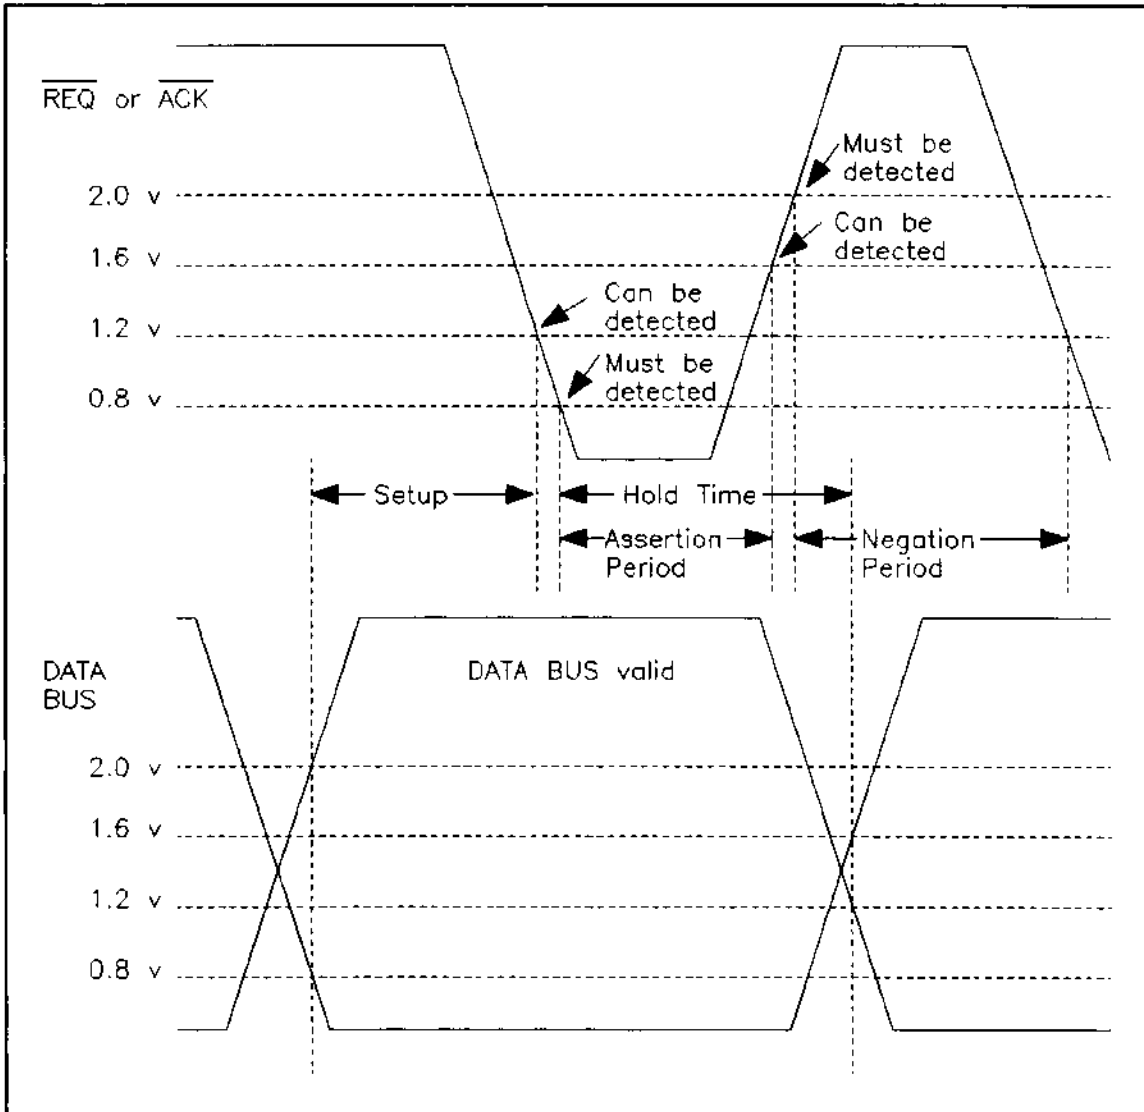 REQ or ACK
Must be
detected
2.0 v
Can be
detected
1.6 v
Can be
detected
1.2 v
Must be
detected
0.8 v
Setup
Hold Time
Assertion
Period
Negation
Period
DATA
BUS
DATA BUS valid
2.0 v
1.6 v
1.2 v
0.8 v